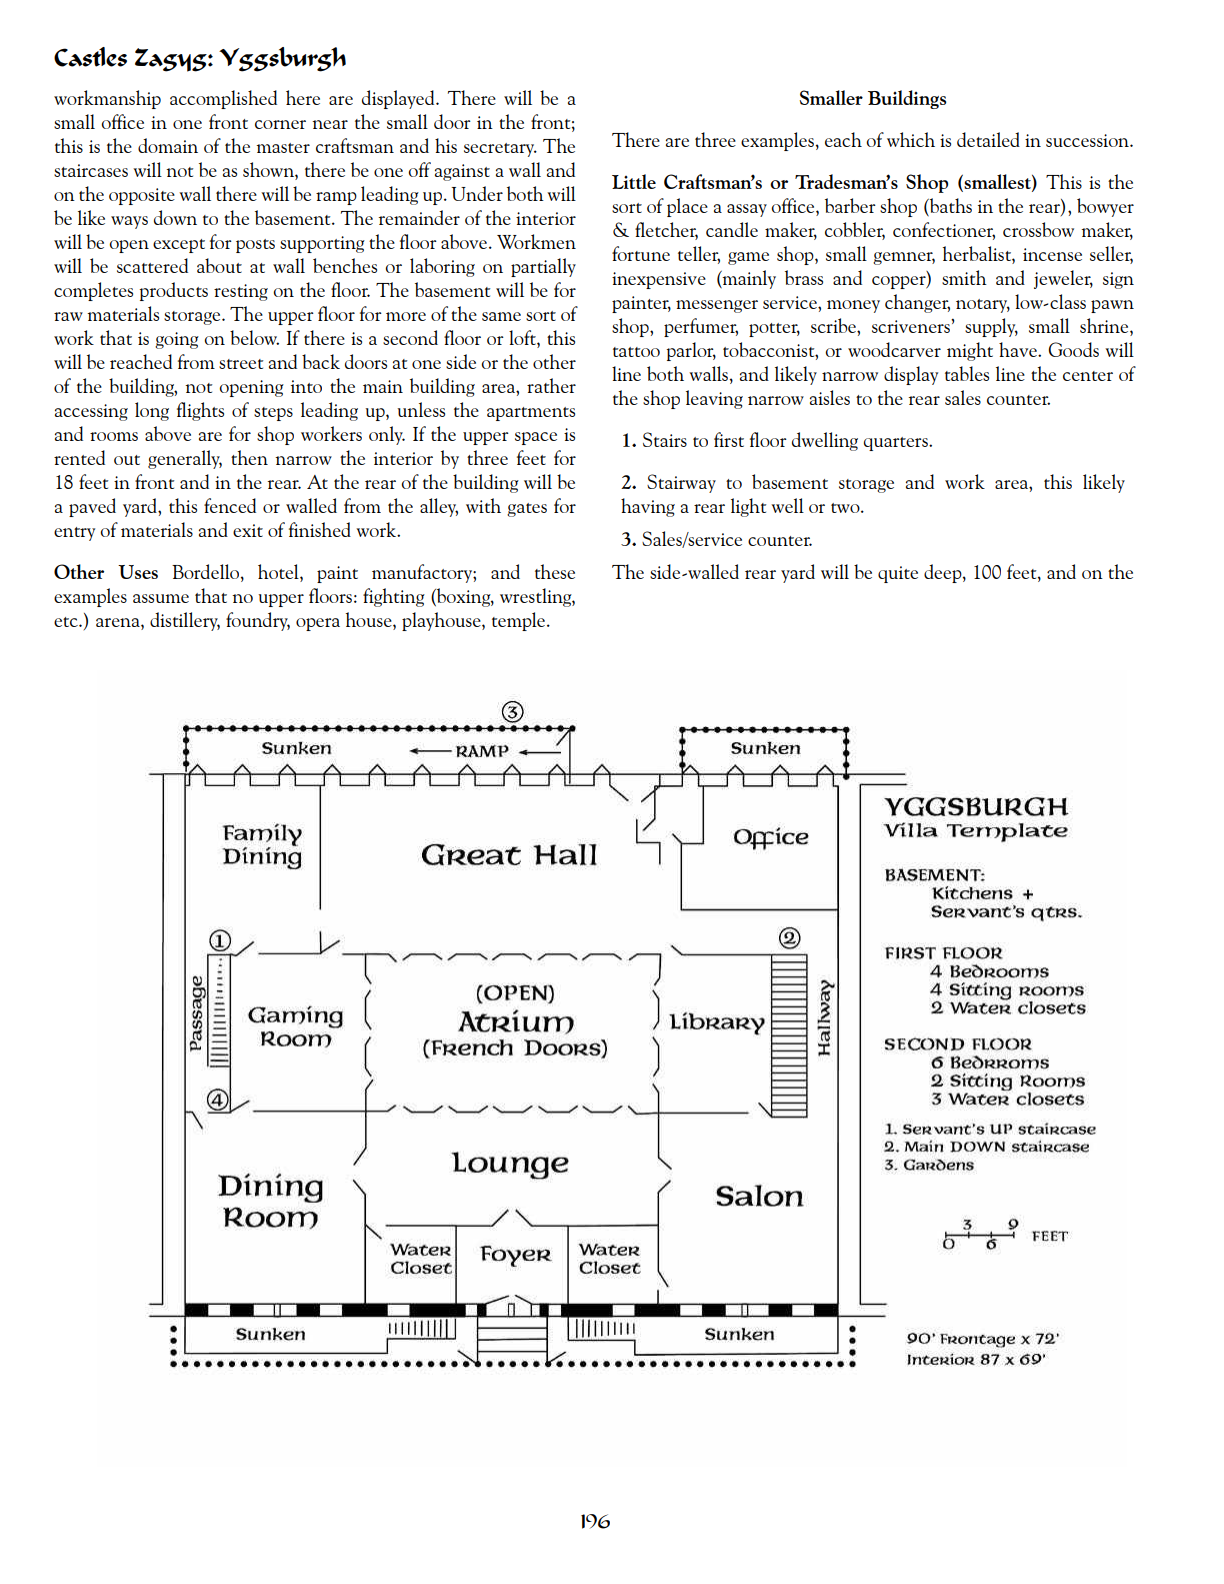 Castles Zagyg: Yggsburgh
workmanship accomplished here are displayed. There will be a
small office in one front corner near the small door in the front;
this is the domain of the master craftsman and his secretary. The
staircases will not be as shown, there be one off against a wall and
on the opposite wall there will be ramp leading up. Under both will
be like ways down to the basement. The remainder of the interior
will be open except for posts supporting the floor above. Workmen
will be scattered about at wall benches or laboring on partially
completes products resting on the floor. The basement will be for
raw materials storage. The upper floor for more of the same sort of
work that is going on below. If there is a second floor or loft, this
will be reached from street and back doors at one side or the other
of the building, not opening into the main building area, rather
accessing long flights of steps leading up, unless the apartments
and rooms above are for shop workers only. If the upper space is
rented out generally, then narrow the interior by three feet for
18 feet in front and in the rear. At the rear of the building will be
a paved yard, this fenced or walled from the alley, with gates for
entry of materials and exit of finished work.
Other Uses Bordello, hotel, paint manufactory; and these
examples assume that no upper floors: fighting (boxing, wrestling,
etc.) arena, distillery, foundry, opera house, playhouse, temple.
Smaller Buildings
There are three examples, each of which is detailed in succession.
Little Craftsman's or Tradesman's Shop (smallest) This is the
sort of place a assay office, barber shop (baths in the rear), bowyer
& fletcher, candle maker, cobbler, confectioner, crossbow maker,
fortune teller, game shop, small gemner, herbalist, incense seller,
inexpensive (mainly brass and copper) smith and jeweler, sign
painter, messenger service, money changer, notary, low-class pawn
shop, perfumer, potter, scribe, scriveners' supply, small shrine,
tattoo parlor, tobacconist, or woodcarver might have. Goods will
line both walls, and likely narrow display tables line the center of
the shop leaving narrow aisles to the rear sales counter.
1. Stairs to first floor dwelling quarters.
2. Stairway to basement storage and work area, this likely
having a rear light well or two.
3. Sales/service counter.
The side-walled rear yard will be quite deep, 100 feet, and on the
3
Sunken
RAMP
Sunken
Family
Dining
Great Hall
Office
1
2
Passage
Gaming
Room
(OPEN)
Atrium
(French Doors)
Library
Hallway
4
Dining
Room
Lounge
Salon
Water
Closet
Foyer
Water
Closet
Sunken
Sunken
YGGSBURGH
Villa Template
BASEMENT:
Kitchens +
Servant's qtrs.
FIRST FLOOR
4 Bedrooms
4 Sitting Rooms
2 Water closets
SECOND FLOOR
6 Bedrroms
2 Sitting Rooms
3 Water closets
1. Servant's UP staircase
2. Main DOWN staircase
3. Gardens
3 9
0 6 FEET
90' Frontage x 72'
Interior 87 x 69'
196